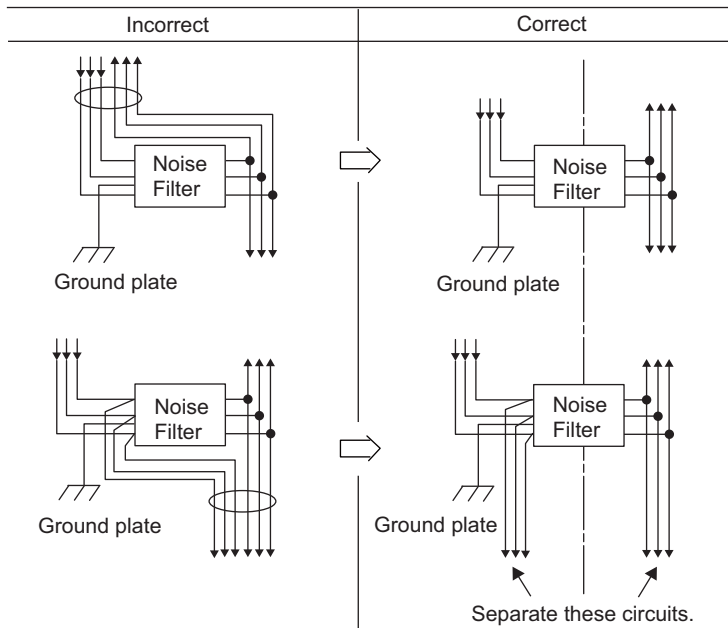 Incorrect
Correct
Noise
Filter
Ground plate
Noise
Filter
Ground plate
Noise
Filter
Ground plate
Noise
Filter
Ground plate
Separate these circuits.